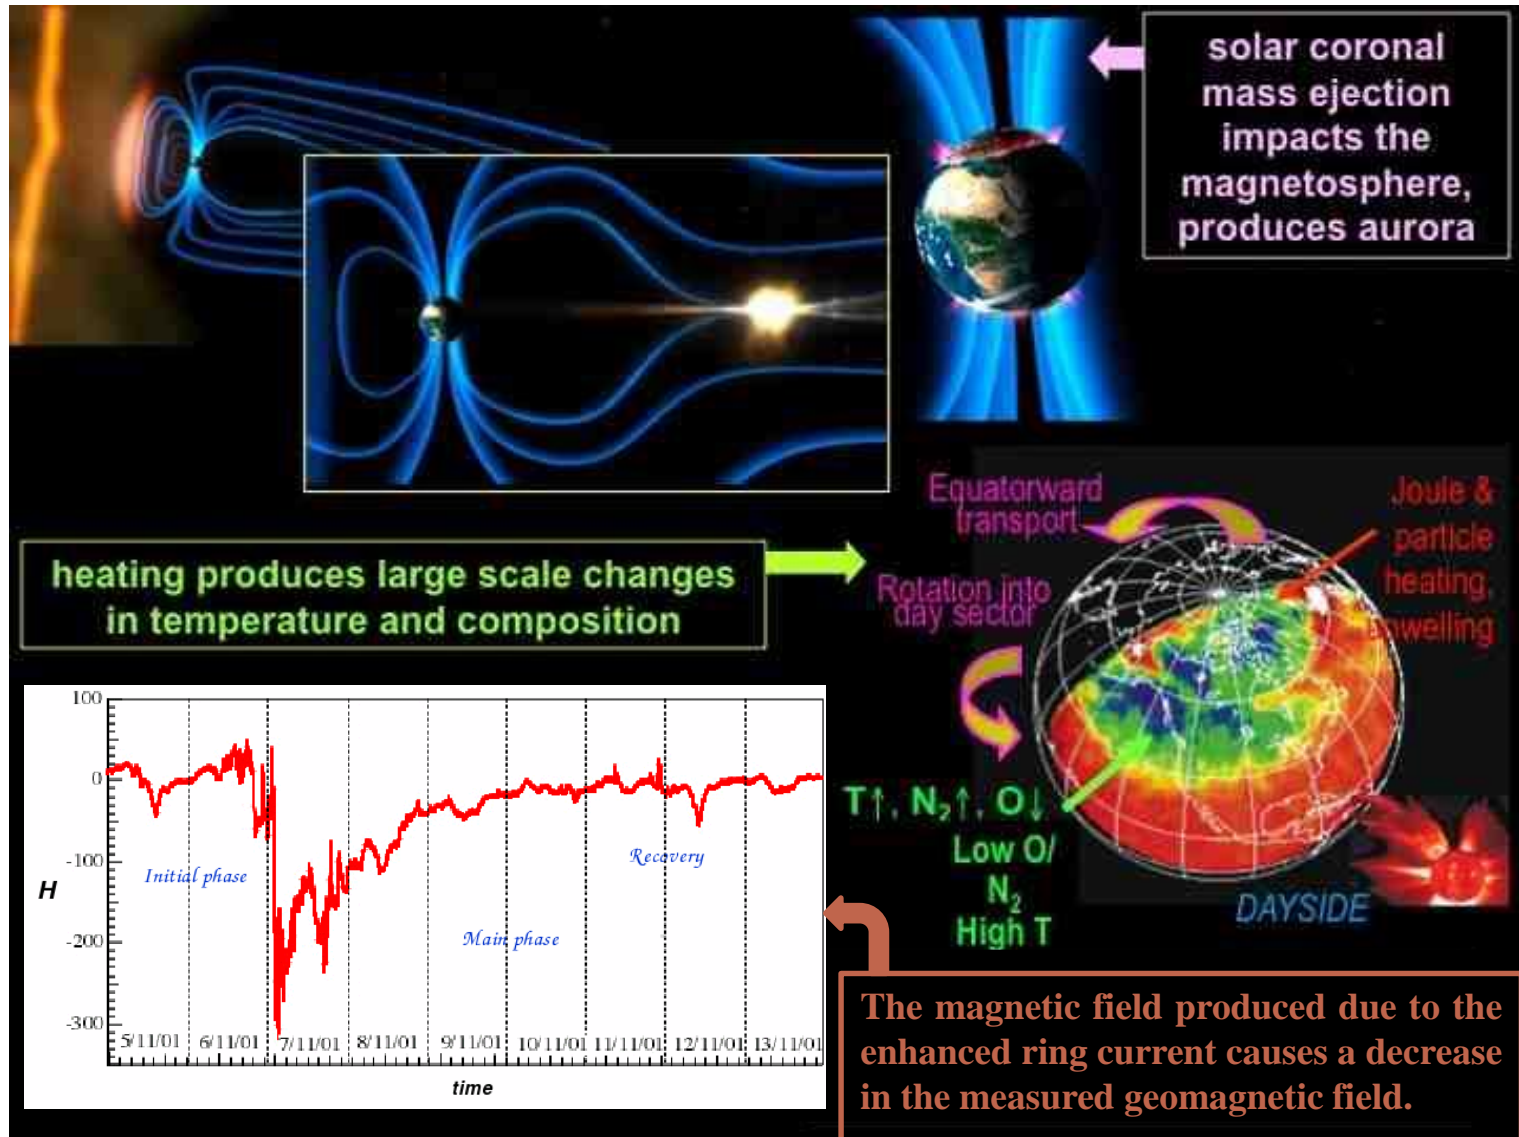 solar coronal
mass ejection
impacts the
magnetosphere,
produces aurora
heating produces large scale changes
in temperature and composition
Equatorward
transport
Joule &
particle
heating,
upwelling
Rotation into
day sector
T↑, N₂↑, O↓
Low O/
N₂
High T
DAYSIDE
100
0
-100
-200
-300
H
Initial phase
Main phase
Recovery
5/11/01 6/11/01 7/11/01 8/11/01 9/11/01 10/11/01 11/11/01 12/11/01 13/11/01
time
The magnetic field produced due to the
enhanced ring current causes a decrease
in the measured geomagnetic field.